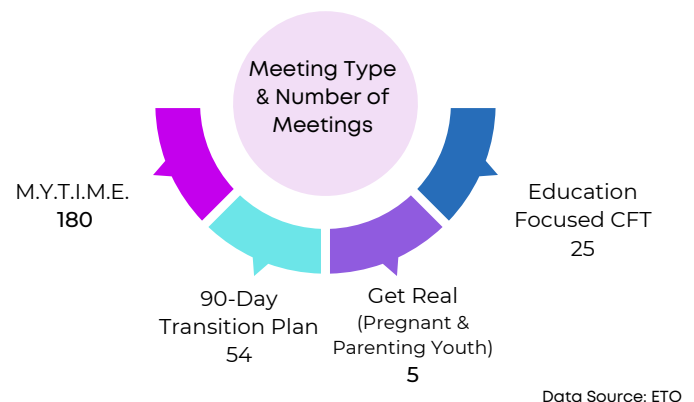 Meeting Type
& Number of
Meetings
M.Y.T.I.M.E.
180
90-Day
Transition Plan
54
Get Real
(Pregnant &
Parenting Youth)
5
Education
Focused CFT
25
Data Source: ETO